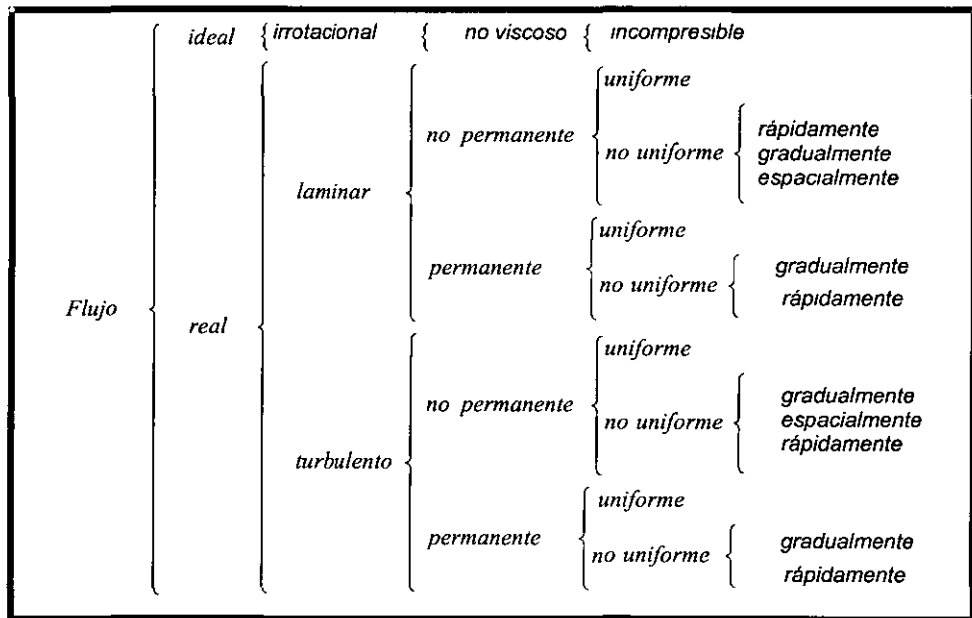 ideal irrotacional no viscoso incompresible
uniforme
no permanente
no uniforme
rápidamente
gradualmente
espacialmente
laminar
uniforme
permanente
no uniforme
gradualmente
rápidamente
Flujo
real
uniforme
no permanente
no uniforme
gradualmente
espacialmente
rápidamente
turbulento
uniforme
permanente
no uniforme
gradualmente
rápidamente